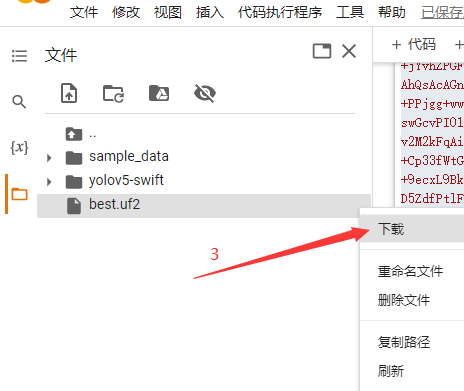 文件 修改 视图 插入 代码执行程序 工具 帮助 已保存
文件
+ 代码
+jYvhZPGF
AhQsAcAGn
+PPjgg+ww
swGcvPIO1
v2M2kFqAi
+Cp33fWtG
+9ecxL9Bk
D5ZdfPtlF
{x}
..
sample_data
yolov5-swift
best.uf2
3
下载
重命名文件
删除文件
复制路径
刷新